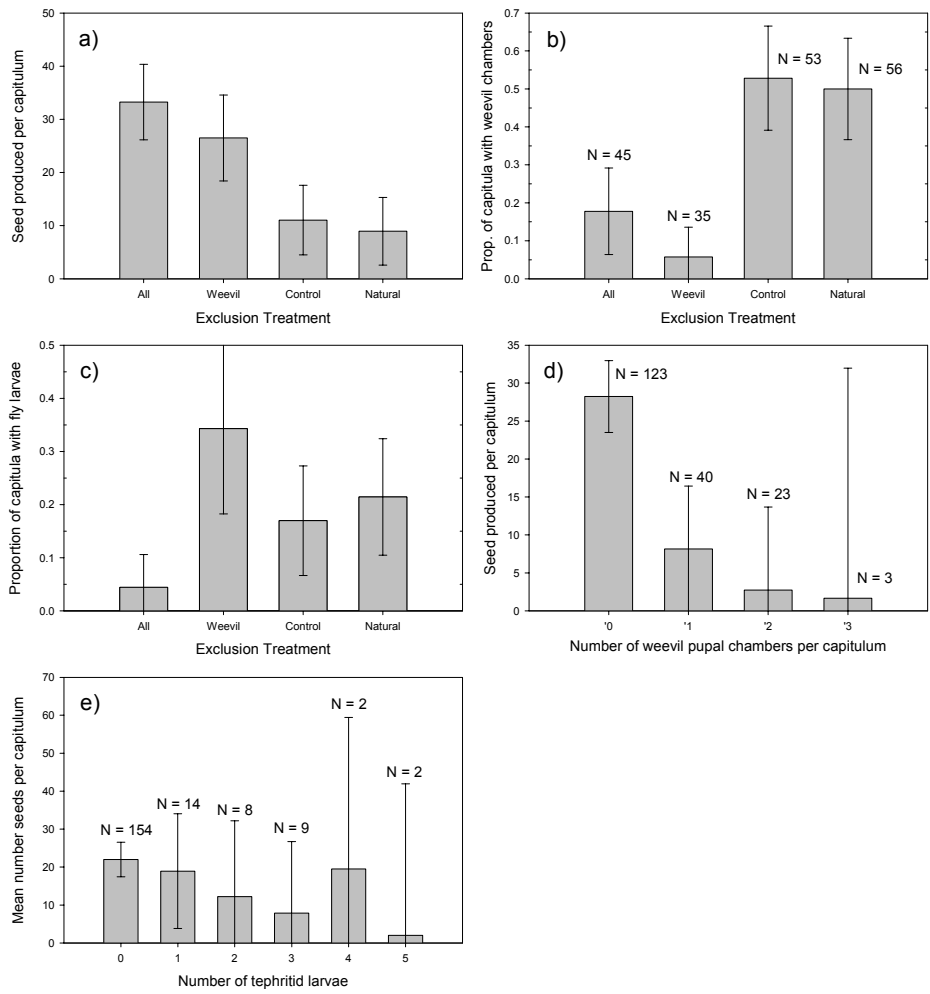 a)
Seed produced per capitulum
50
40
30
20
10
0
All Weevil Control Natural
Exclusion Treatment
b)
Prop. of capitula with weevil chambers
0.7
0.6
0.5
0.4
0.3
0.2
0.1
0.0
N = 45
N = 35
N = 53
N = 56
All Weevil Control Natural
Exclusion Treatment
c)
Proportion of capitula with fly larvae
0.5
0.4
0.3
0.2
0.1
0.0
All Weevil Control Natural
Exclusion Treatment
d)
Seed produced per capitulum
35
30
25
20
15
10
5
0
N = 123
N = 40
N = 23
N = 3
'0 '1 '2 '3
Number of weevil pupal chambers per capitulum
e)
Mean number seeds per capitulum
70
60
50
40
30
20
10
0
N = 154
N = 14
N = 8
N = 9
N = 2
N = 2
0 1 2 3 4 5
Number of tephritid larvae